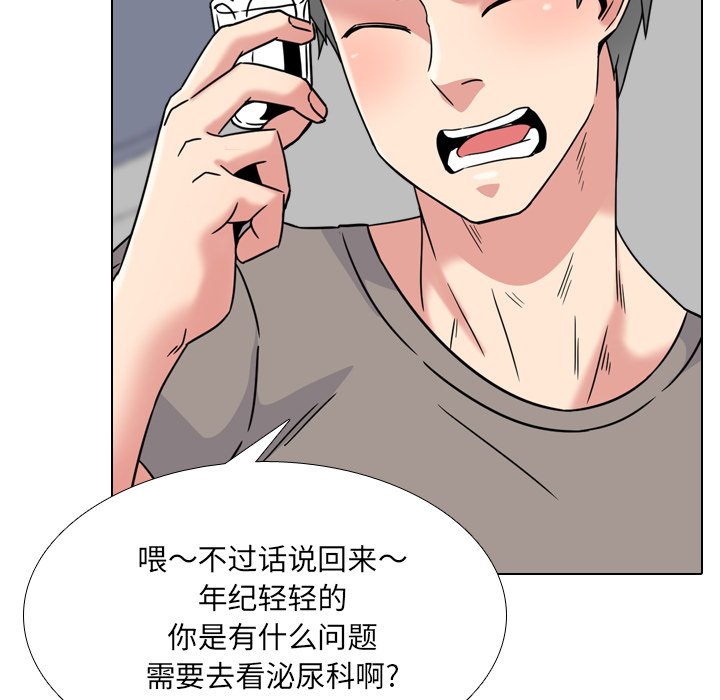 喂～不过话说回来～
年纪轻轻的
你是有什么问题
需要去看泌尿科啊?